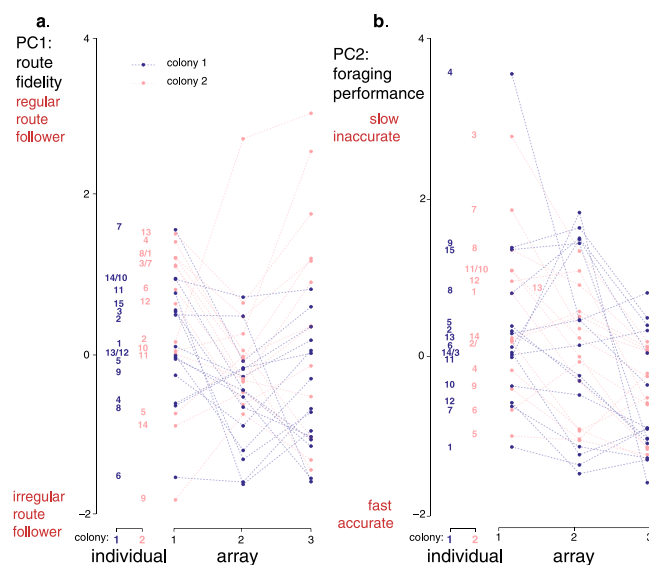 a.
PC1:
route
fidelity
regular
route
follower
irregular
route
follower
4
2
0
−2
colony 1
colony 2
7
14/10
11
15
3
2
1
13/12
5
9
4
8
6
13
4
8/1
3/7
6
12
2
10
11
5
14
9
colony: 1 2
1 2 3
individual array
b.
PC2:
foraging
performance
slow
inaccurate
fast
accurate
4
2
0
−2
4
9
15
8
5
2
13
6
14/3
11
10
12
7
1
3
7
8
11/10
12
1
13
14
2/
4
9
6
5
colony: 1 2
1 2 3
individual array